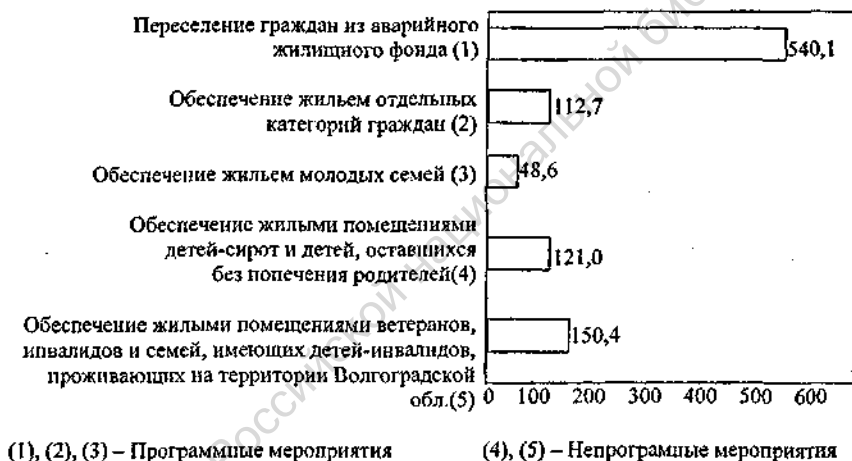 Переселение граждан из аварийного
жилищного фонда (1)
540,1
Обеспечение жильем отдельных
категорий граждан (2)
112,7
Обеспечение жильем молодых семей (3)
48,6
Обеспечение жилыми помещениями
детей-сирот и детей, оставшихся
без попечения родителей(4)
121,0
Обеспечение жилыми помещениями ветеранов,
инвалидов и семей, имеющих детей-инвалидов,
проживающих на территории Волгоградской
обл.(5)
150,4
0 100 200 300 400 500 600
(1), (2), (3) – Программные мероприятия
(4), (5) – Непрограмные мероприятия
Российской национальной био